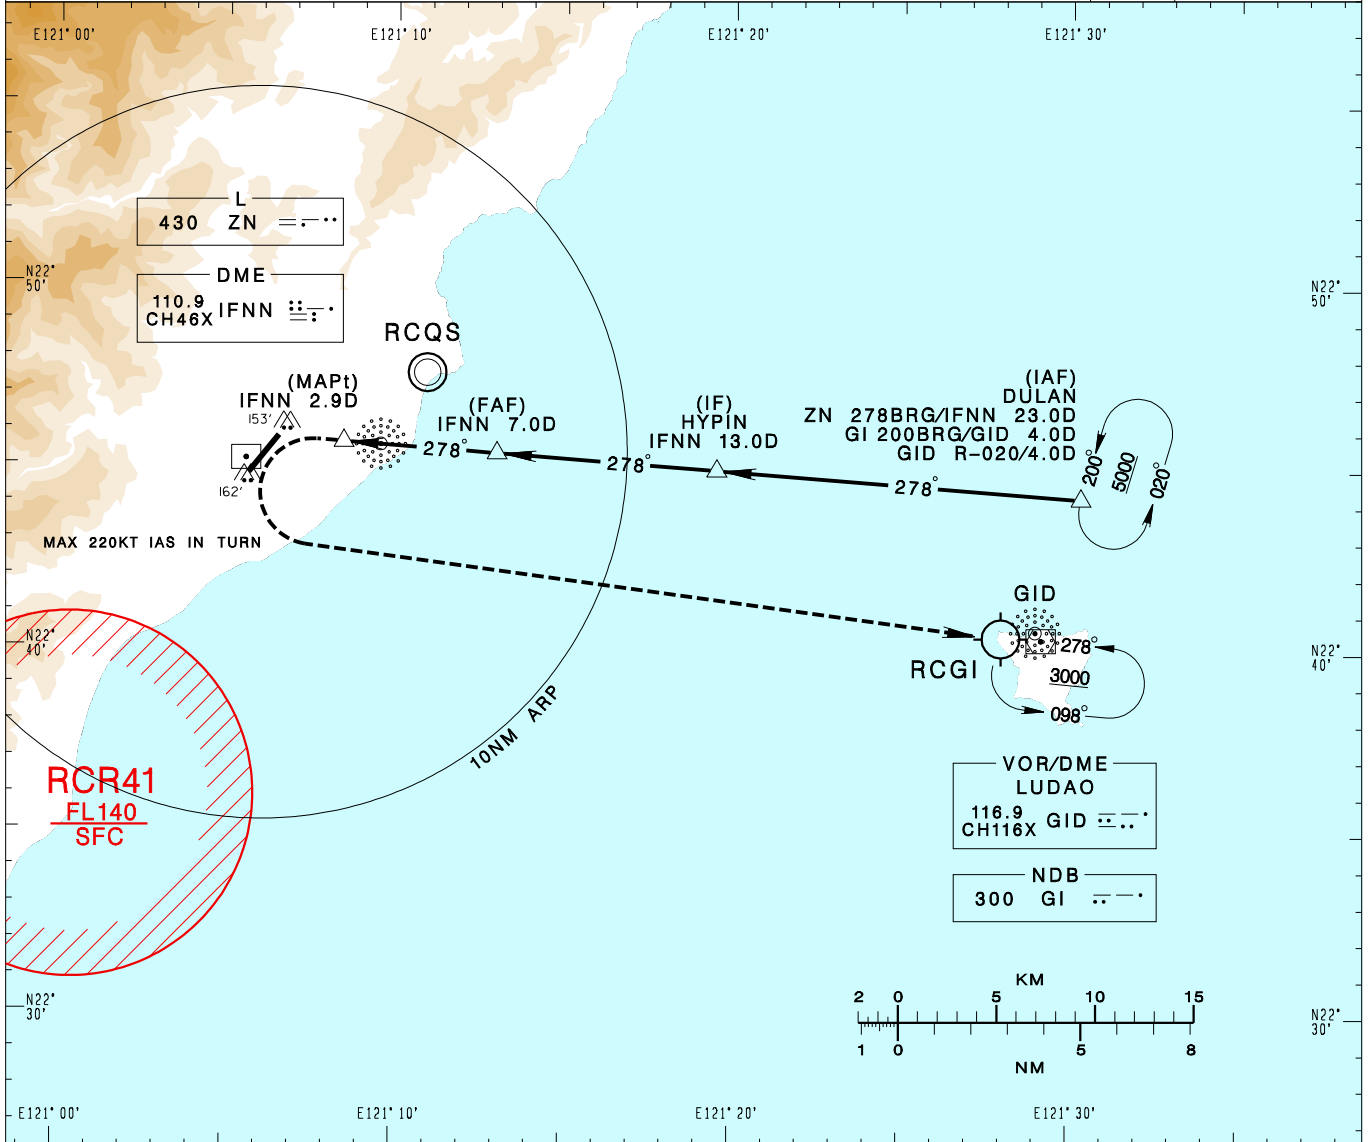 E121° 00'
E121° 10'
E121° 20'
E121° 30'
L
430 ZN
DME
110.9
CH46X
IFNN
N22°
50'
N22°
50'
RCQS
(MAPt)
IFNN 2.9D
153'
162'
(FAF)
IFNN 7.0D
(IF)
HYPIN
IFNN 13.0D
(IAF)
DULAN
ZN 278BRG/IFNN 23.0D
GI 200BRG/GID 4.0D
GID R-020/4.0D
200°
5000
020°
278°
278°
278°
MAX 220KT IAS IN TURN
GID
RCGI
278°
3000
098°
N22°
40'
N22°
40'
10NM ARP
RCR41
FL140
SFC
VOR/DME
LUDAO
116.9
CH116X
GID
NDB
300 GI
N22°
30'
N22°
30'
KM
2 0 5 10 15
1 0 5 8
NM
E121° 00'
E121° 10'
E121° 20'
E121° 30'